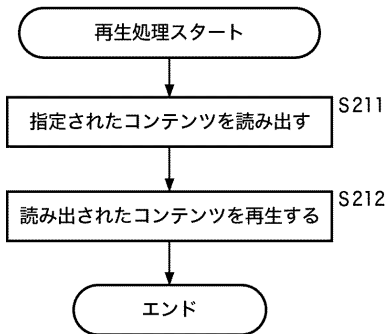 再生処理スタート
S211
指定されたコンテンツを読み出す
S212
読み出されたコンテンツを再生する
エンド